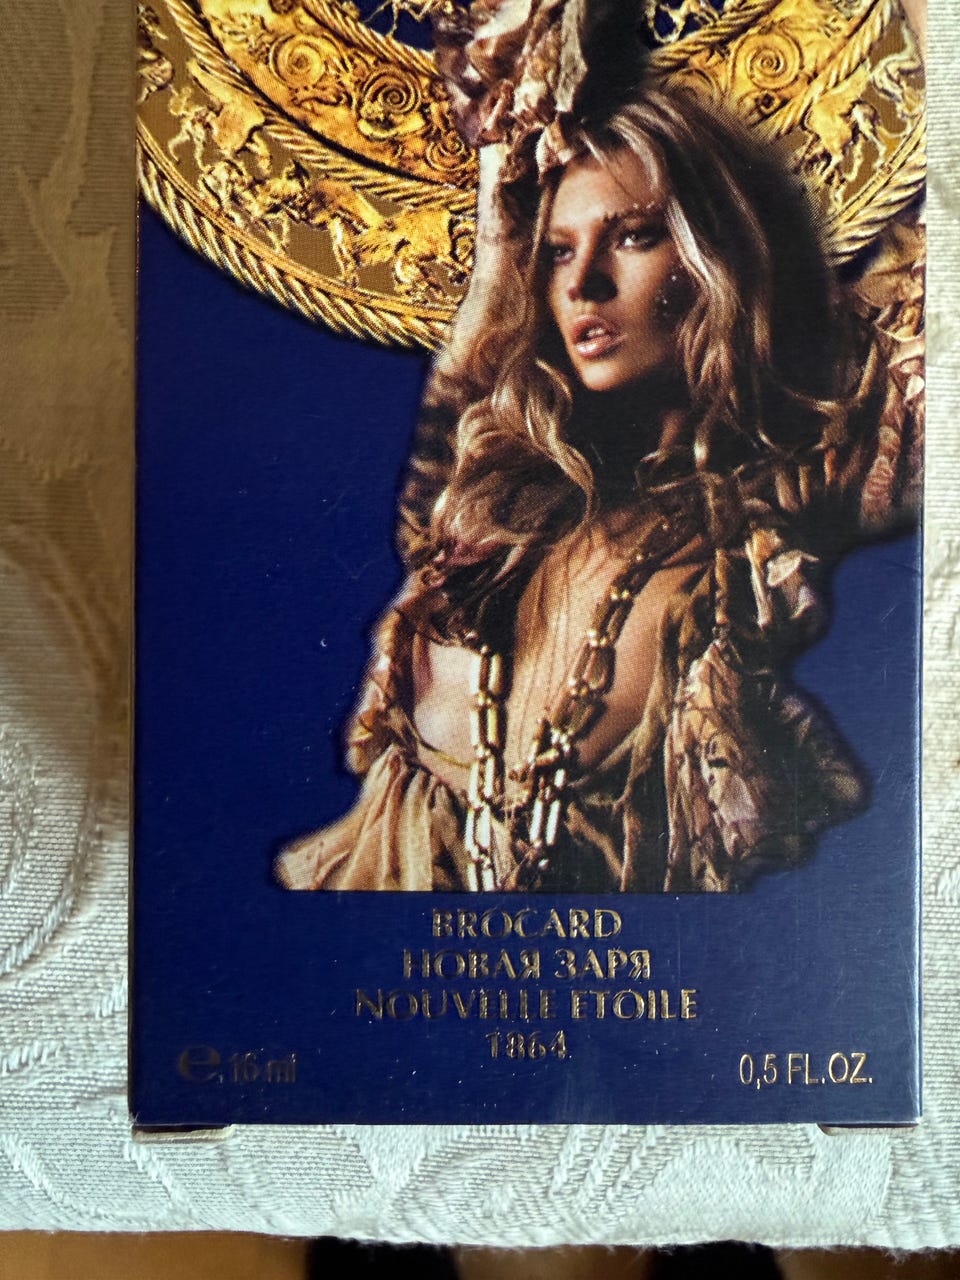 BROCARD
НОВАЯ ЗАРЯ
NOUVELLE ETOILE
1864
℮ 16 ml
0,5 FL.OZ.